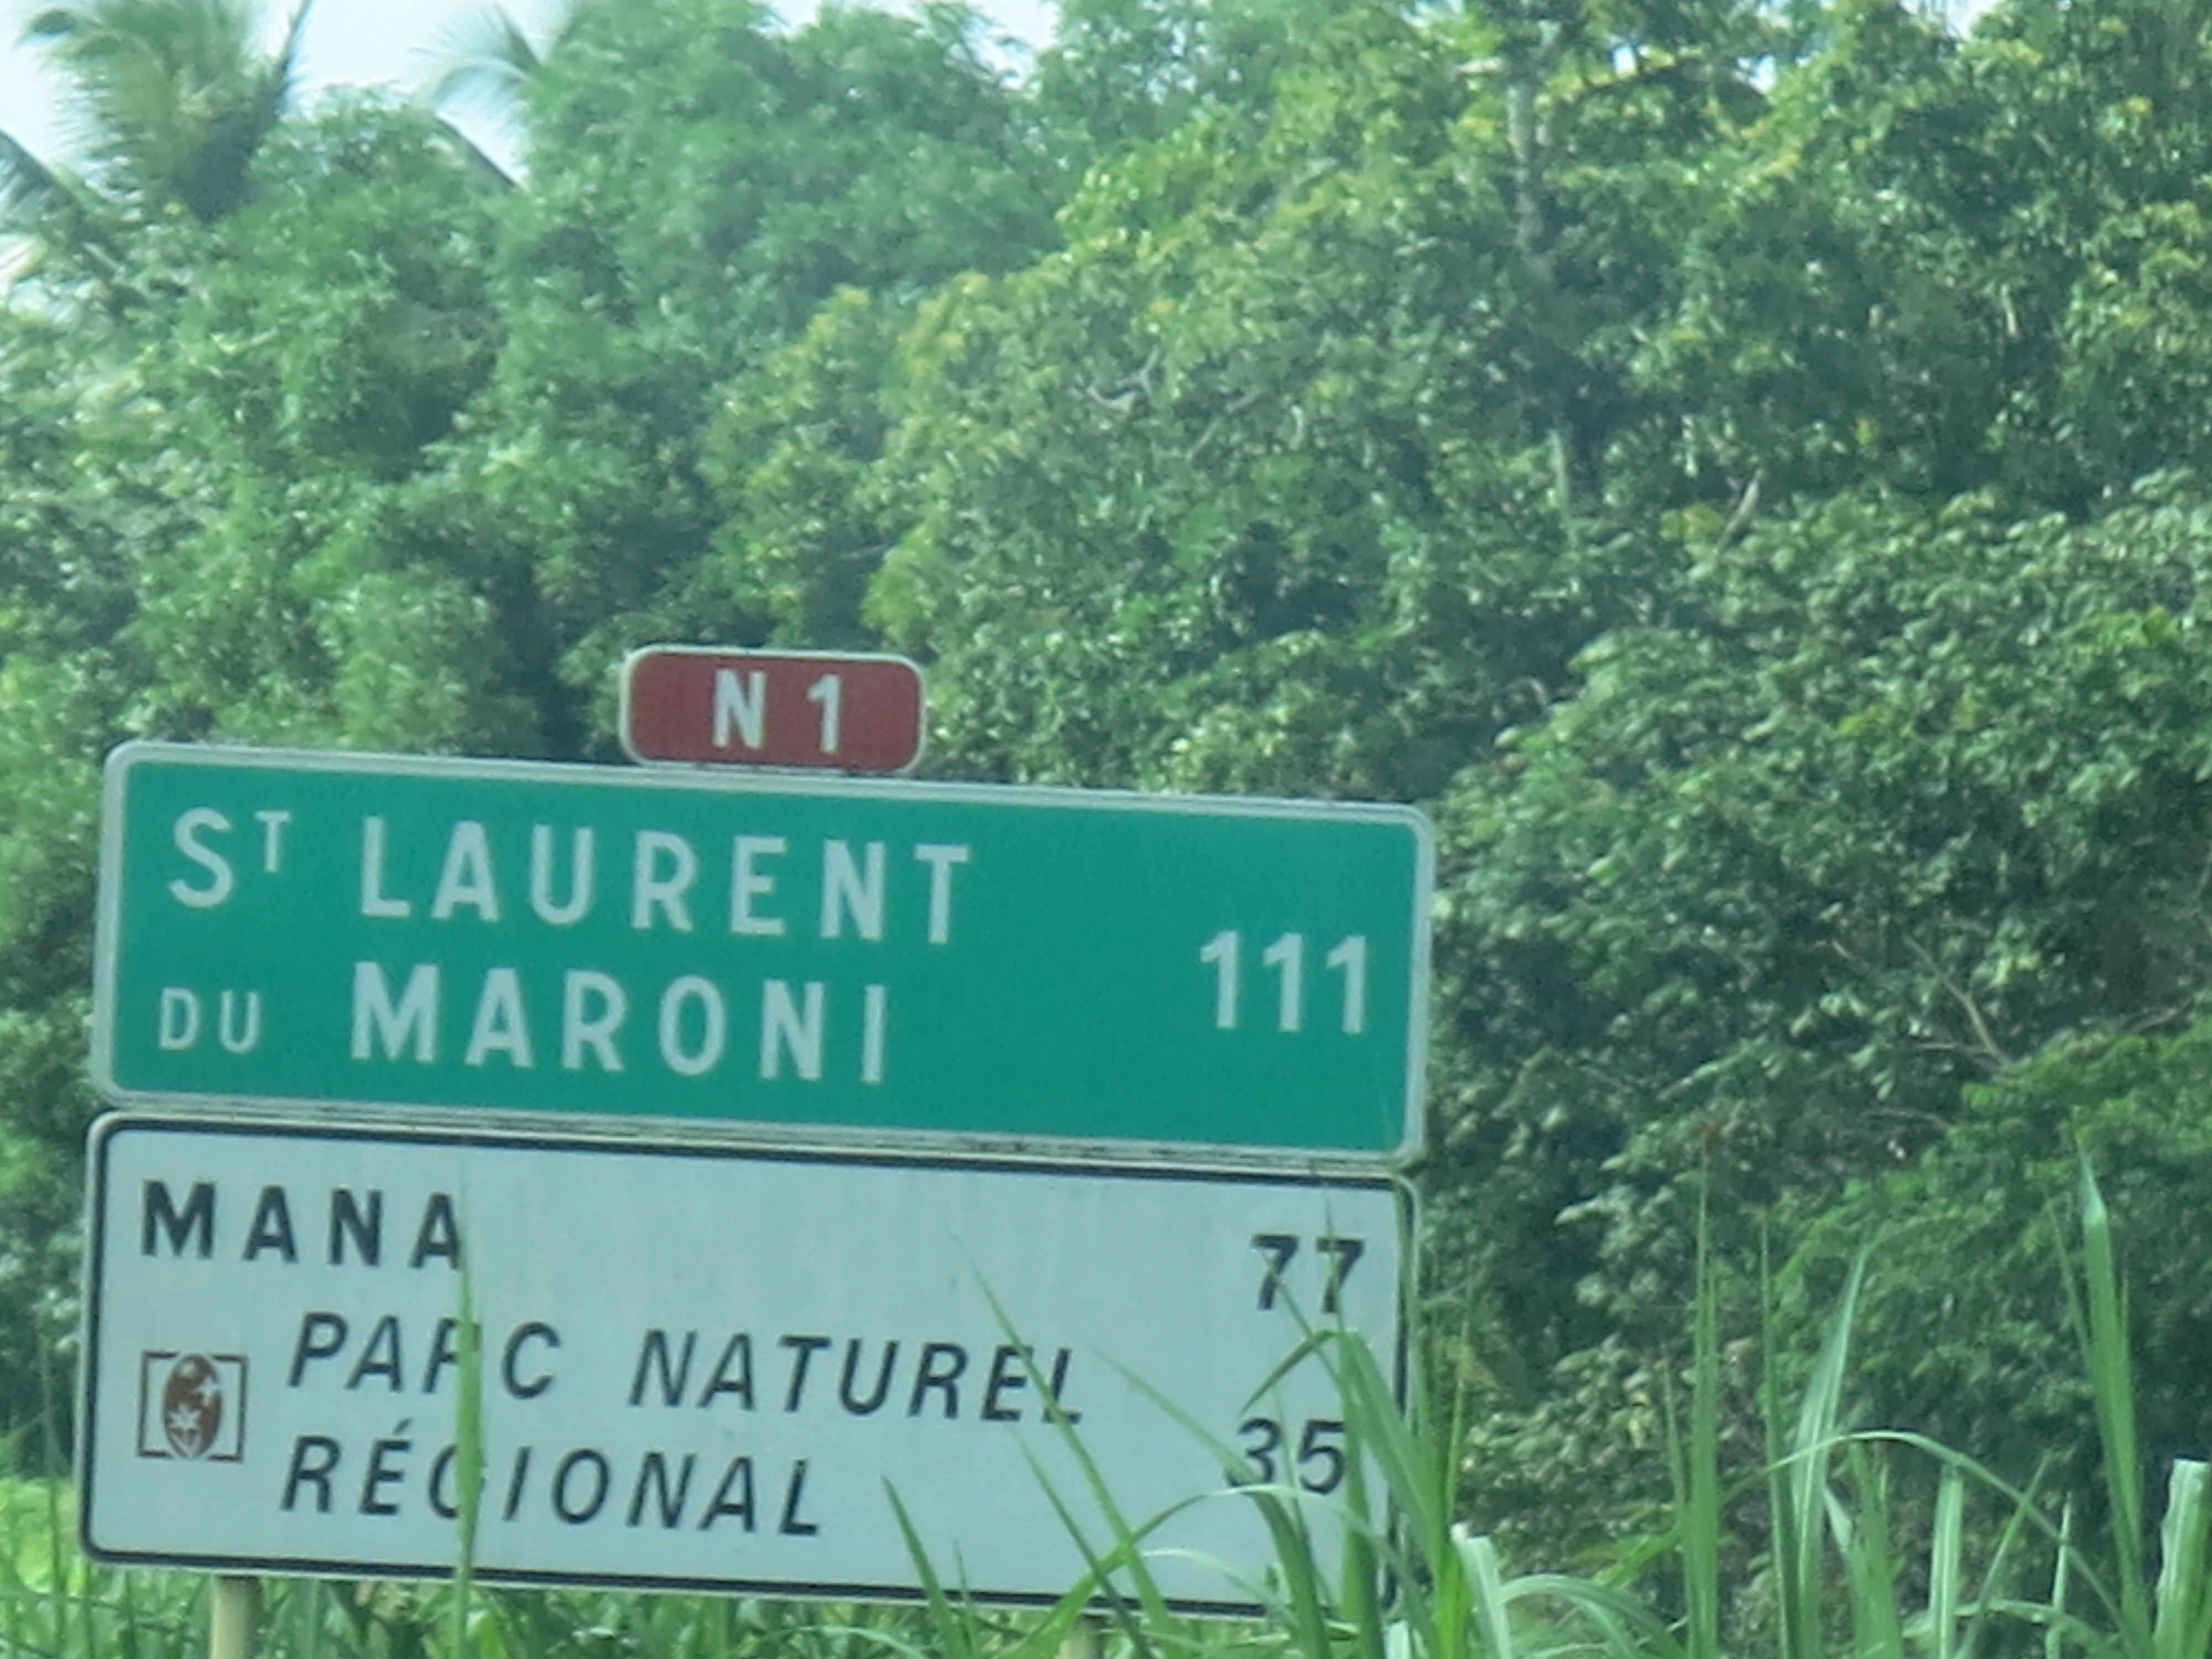 N 1
ST LAURENT
DU MARONI 111
MANA 77
PARC NATUREL
RÉGIONAL 35